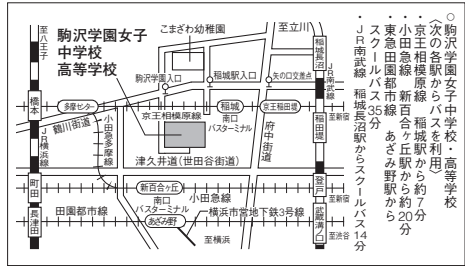 ○駒沢学園女子中学校・高等学校
〈次の各駅からバスを利用〉
・京王相模原線 稲城駅から約7分
・小田急線 新百合ヶ丘駅から約20分
・東急田園都市線 あざみ野駅から
スクールバス35分
・JR南武線 稲城長沼駅からスクールバス14分
駒沢学園女子
中学校
高等学校
こまざわ幼稚園
至立川
至八王子
駒沢学園入口
稲城駅入口
矢の口交差点
稲城長沼
JR南武線
橋本
多摩センター
稲城
京王稲田堤
至新宿
鶴川街道
京王相模原線
南口
バスターミナル
府中街道
稲田堤
JR横浜線
小田急多摩線
津久井道(世田谷街道)
町田
新百合ヶ丘
登戸
至新宿
小田急線
長津田
田園都市線
南口
バスターミナル
あざみ野
横浜市営地下鉄3号線
武蔵溝口
至渋谷
至横浜